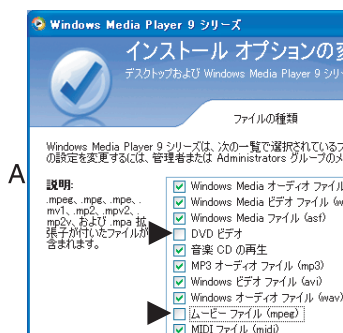 Windows Media Player 9 シリーズ
インストール オプションの変
デスクトップおよび Windows Media Player 9 シリ
ファイルの種類
Windows Media Player 9 シリーズは、次の一覧で選択されている
の設定を変更するには、管理者または Administrators グループのメ
A
説明:
.mpeg、.mpg、.mpe、.
mv1、.mp2、.mpv2、.
mp2v、および .mpa 拡
張子が付いたファイルが
含まれます。
Windows Media オーディオ ファイル
Windows Media ビデオ ファイル (w
Windows Media ファイル (asf)
DVD ビデオ
音楽 CD の再生
MP3 オーディオ ファイル (mp3)
Windows ビデオ ファイル (avi)
Windows オーディオ ファイル (wav)
ムービー ファイル (mpeg)
MIDI ファイル (midi)